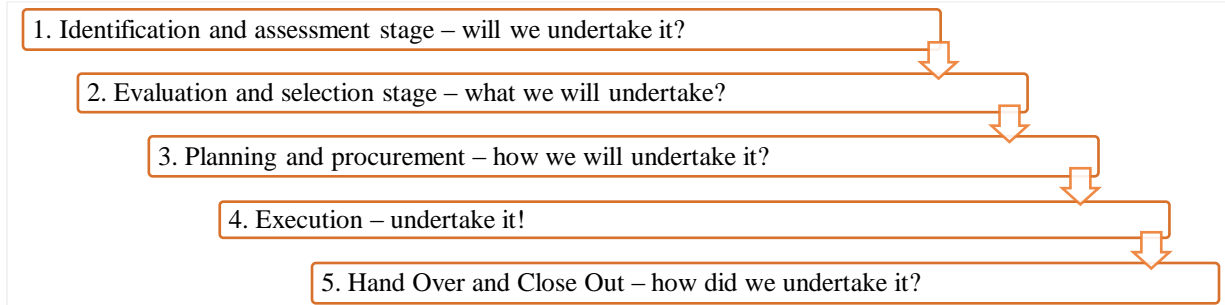 1. Identification and assessment stage – will we undertake it?
2. Evaluation and selection stage – what we will undertake?
3. Planning and procurement – how we will undertake it?
4. Execution – undertake it!
5. Hand Over and Close Out – how did we undertake it?